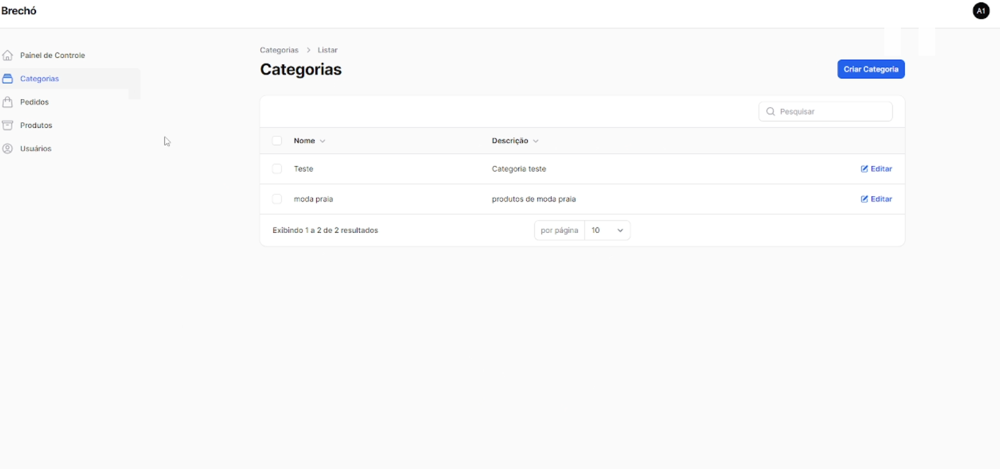 Brechó
A1
Painel de Controle
Categorias
Pedidos
Produtos
Usuários
Categorias > Listar
Categorias
Criar Categoria
Pesquisar
Nome Descrição
Teste Categoria teste Editar
moda praia produtos de moda praia Editar
Exibindo 1 a 2 de 2 resultados por página 10